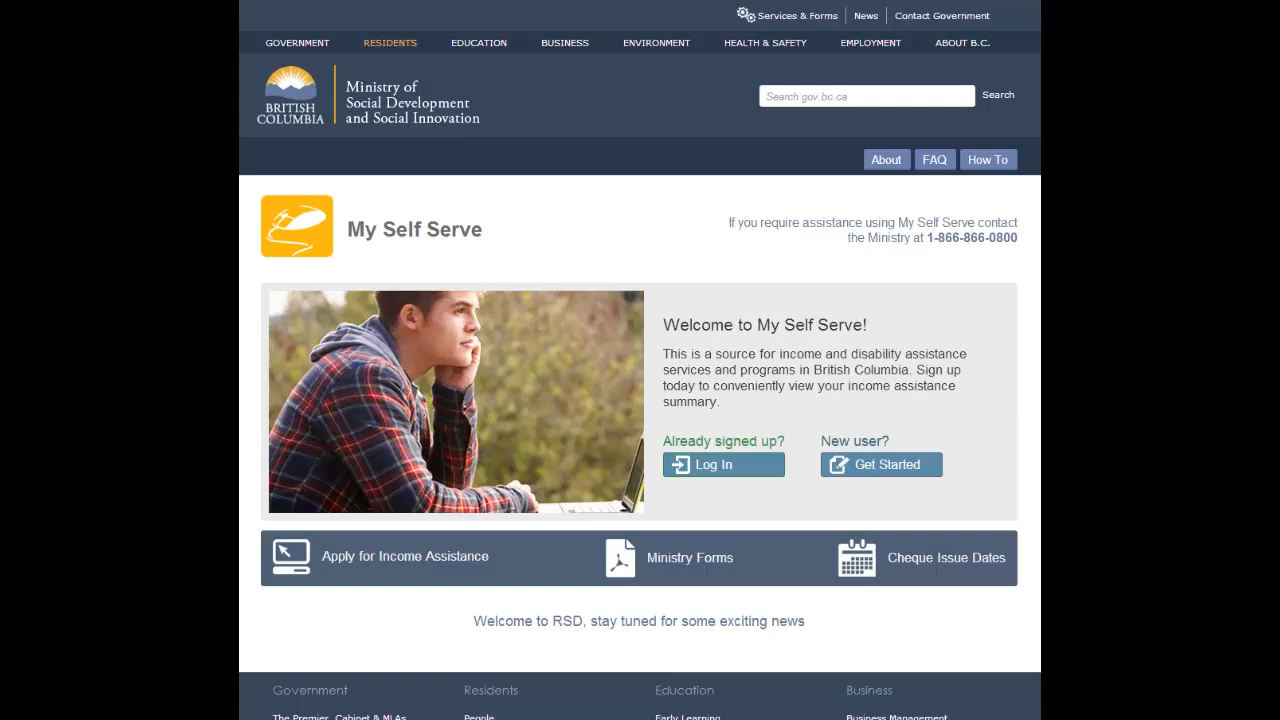 Services & Forms
News
Contact Government
GOVERNMENT
RESIDENTS
EDUCATION
BUSINESS
ENVIRONMENT
HEALTH & SAFETY
EMPLOYMENT
ABOUT B.C.
BRITISH
COLUMBIA
Ministry of
Social Development
and Social Innovation
Search gov.bc.ca
Search
About
FAQ
How To
My Self Serve
If you require assistance using My Self Serve contact
the Ministry at 1-866-866-0800
Welcome to My Self Serve!
This is a source for income and disability assistance
services and programs in British Columbia. Sign up
today to conveniently view your income assistance
summary.
Already signed up?
New user?
Log In
Get Started
Apply for Income Assistance
Ministry Forms
Cheque Issue Dates
Welcome to RSD, stay tuned for some exciting news
Government
Residents
Education
Business
The Premier, Cabinet & MLAs
People
Early Learning
Business Management